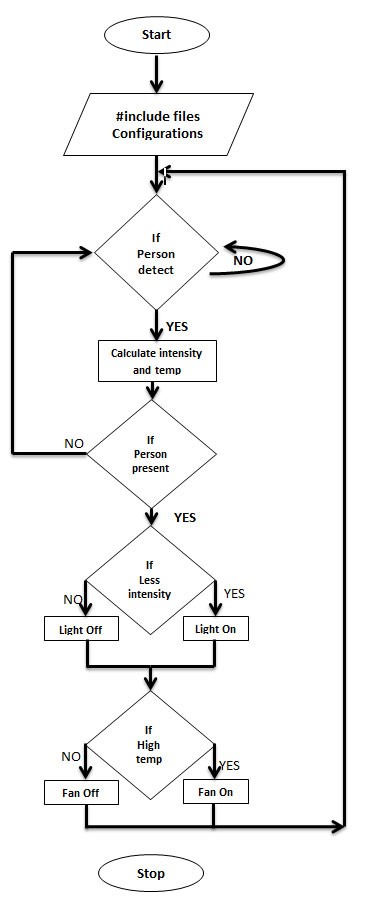 Start
#include files
Configurations
If
Person
detect
NO
YES
Calculate intensity
and temp
If
Person
present
NO
YES
If
Less
intensity
NO
YES
Light Off
Light On
If
High
temp
NO
YES
Fan Off
Fan On
Stop